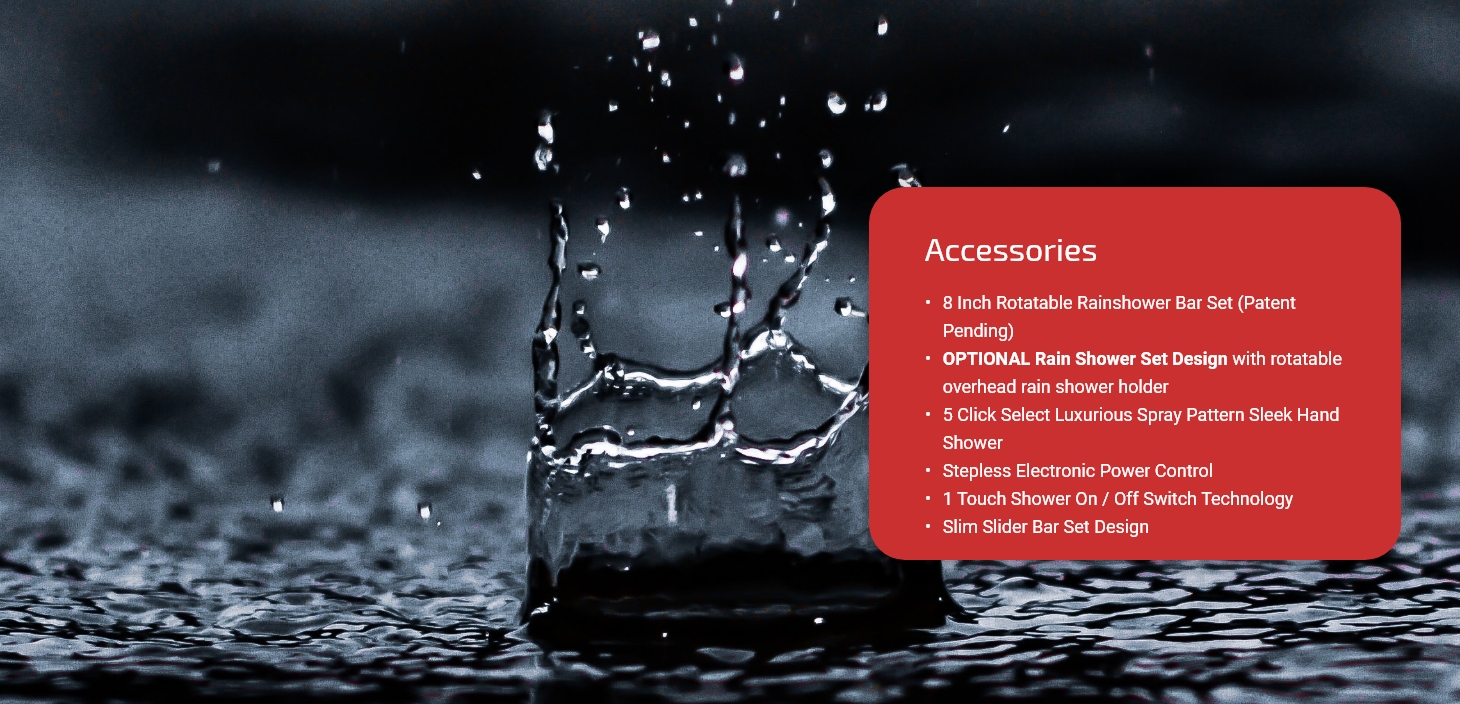 Accessories
• 8 Inch Rotatable Rainshower Bar Set (Patent
Pending)
• OPTIONAL Rain Shower Set Design with rotatable
overhead rain shower holder
• 5 Click Select Luxurious Spray Pattern Sleek Hand
Shower
• Stepless Electronic Power Control
• 1 Touch Shower On / Off Switch Technology
• Slim Slider Bar Set Design